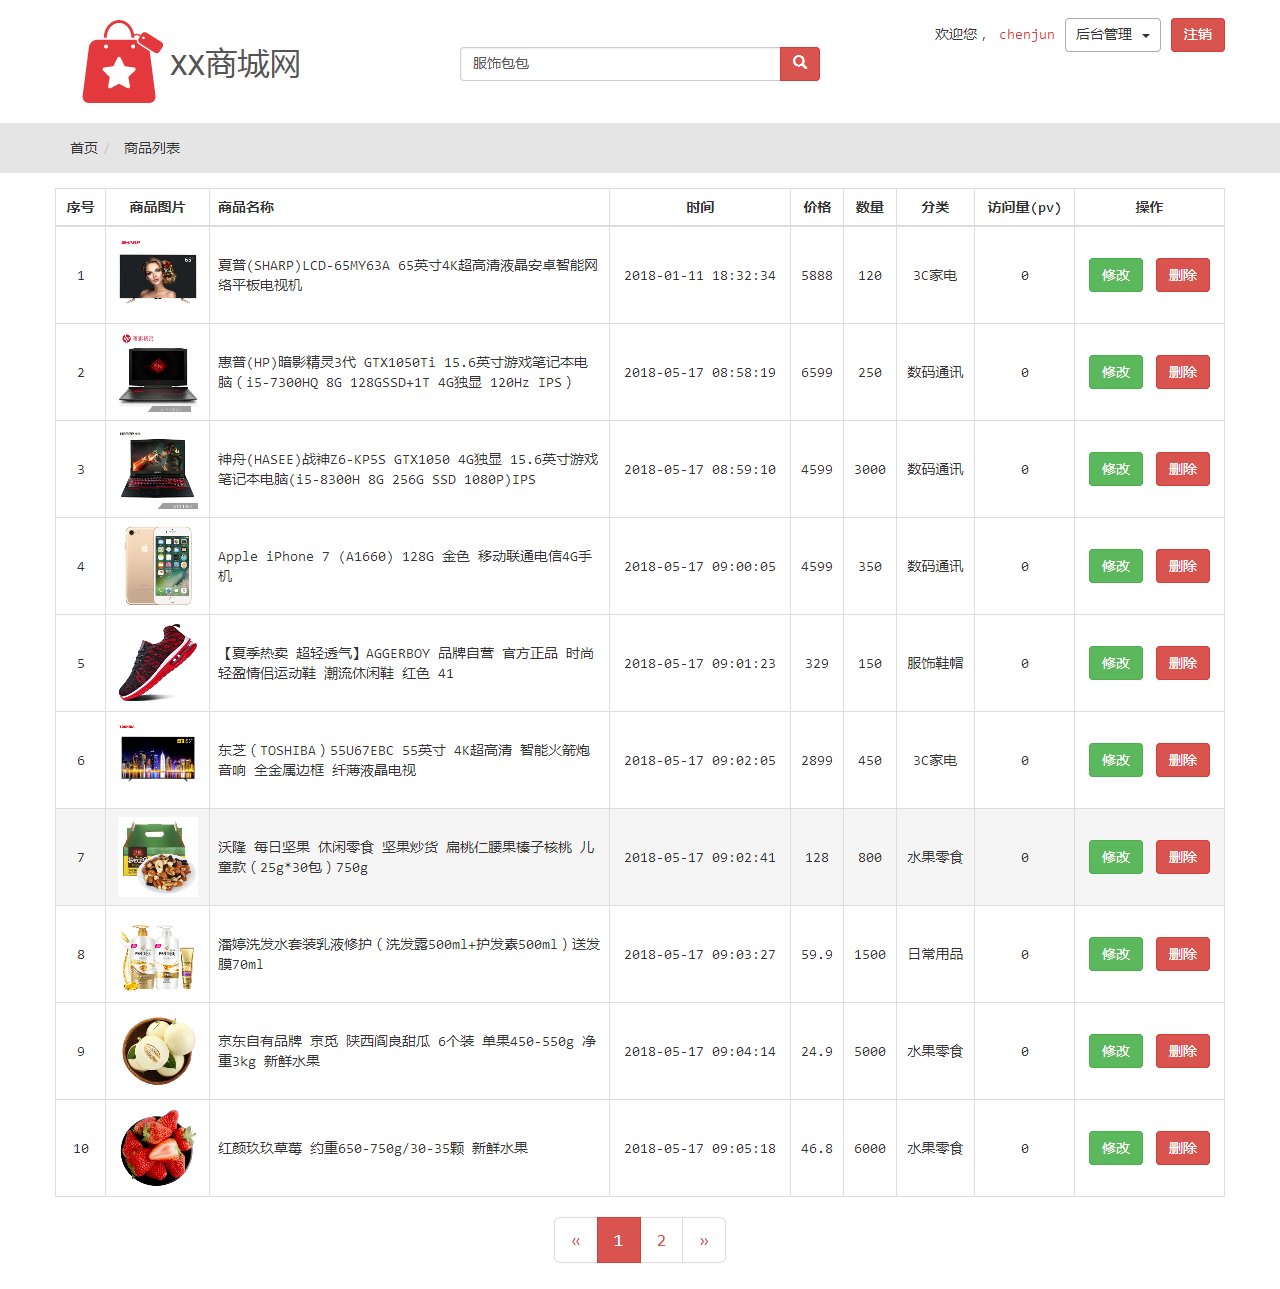 xx商城网
服饰包包
欢迎您， chenjun 后台管理 注销
首页 / 商品列表
序号 商品图片 商品名称 时间 价格 数量 分类 访问量(pv) 操作
SHARP
1 夏普(SHARP)LCD-65MY63A 65英寸4K超高清液晶安卓智能网 2018-01-11 18:32:34 5888 120 3C家电 0 修改 删除
络平板电视机
2 惠普(HP)暗影精灵3代 GTX1050Ti 15.6英寸游戏笔记本电 2018-05-17 08:58:19 6599 250 数码通讯 0 修改 删除
脑（i5-7300HQ 8G 128GSSD+1T 4G独显 120Hz IPS）
3 神舟(HASEE)战神Z6-KP5S GTX1050 4G独显 15.6英寸游戏 2018-05-17 08:59:10 4599 3000 数码通讯 0 修改 删除
笔记本电脑(i5-8300H 8G 256G SSD 1080P)IPS
4 Apple iPhone 7 (A1660) 128G 金色 移动联通电信4G手 2018-05-17 09:00:05 4599 350 数码通讯 0 修改 删除
机
5 【夏季热卖 超轻透气】AGGERBOY 品牌自营 官方正品 时尚 2018-05-17 09:01:23 329 150 服饰鞋帽 0 修改 删除
轻盈情侣运动鞋 潮流休闲鞋 红色 41
TOSHIBA
6 东芝（TOSHIBA）55U67EBC 55英寸 4K超高清 智能火箭炮 2018-05-17 09:02:05 2899 450 3C家电 0 修改 删除
音响 全金属边框 纤薄液晶电视
7 沃隆 每日坚果 休闲零食 坚果炒货 扁桃仁腰果榛子核桃 儿 2018-05-17 09:02:41 128 800 水果零食 0 修改 删除
童款（25g*30包）750g
8 潘婷洗发水套装乳液修护（洗发露500ml+护发素500ml）送发 2018-05-17 09:03:27 59.9 1500 日常用品 0 修改 删除
膜70ml
9 京东自有品牌 京觅 陕西阎良甜瓜 6个装 单果450-550g 净 2018-05-17 09:04:14 24.9 5000 水果零食 0 修改 删除
重3kg 新鲜水果
10 红颜玖玖草莓 约重650-750g/30-35颗 新鲜水果 2018-05-17 09:05:18 46.8 6000 水果零食 0 修改 删除
« 1 2 »